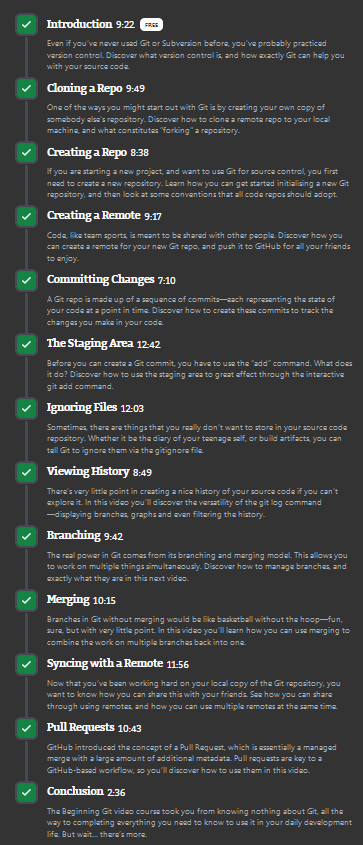 Introduction 9:22 FREE
Even if you've never used Git or Subversion before, you've probably practiced
version control. Discover what version control is, and how exactly Git can help you
with your source code.
Cloning a Repo 9:49
One of the ways you might start out with Git is by creating your own copy of
somebody else's repository. Discover how to clone a remote repo to your local
machine, and what constitutes "forking" a repository.
Creating a Repo 8:38
If you are starting a new project, and want to use Git for source control, you first
need to create a new repository. Learn how you can get started initialising a new Git
repository, and then look at some conventions that all code repos should adopt.
Creating a Remote 9:17
Code, like team sports, is meant to be shared with other people. Discover how you
can create a remote for your new Git repo, and push it to GitHub for all your friends
to enjoy.
Committing Changes 7:10
A Git repo is made up of a sequence of commits—each representing the state of
your code at a point in time. Discover how to create these commits to track the
changes you make in your code.
The Staging Area 12:42
Before you can create a Git commit, you have to use the "add" command. What does
it do? Discover how to use the staging area to great effect through the interactive
git add command.
Ignoring Files 12:03
Sometimes, there are things that you really don't want to store in your source code
repository. Whether it be the diary of your teenage self, or build artifacts, you can
tell Git to ignore them via the gitignore file.
Viewing History 8:49
There's very little point in creating a nice history of your source code if you can't
explore it. In this video you'll discover the versatility of the git log command
—displaying branches, graphs and even filtering the history.
Branching 9:42
The real power in Git comes from its branching and merging model. This allows you
to work on multiple things simultaneously. Discover how to manage branches, and
exactly what they are in this next video.
Merging 10:15
Branches in Git without merging would be like basketball without the hoop—fun,
sure, but with very little point. In this video you'll learn how you can use merging to
combine the work on multiple branches back into one.
Syncing with a Remote 11:56
Now that you've been working hard on your local copy of the Git repository, you
want to know how you can share this with your friends. See how you can share
through using remotes, and how you can use multiple remotes at the same time.
Pull Requests 10:43
GitHub introduced the concept of a Pull Request, which is essentially a managed
merge with a large amount of additional metadata. Pull requests are key to a
GitHub-based workflow, so you'll discover how to use them in this video.
Conclusion 2:36
The Beginning Git video course took you from knowing nothing about Git, all the
way to completing everything you need to know to use it in your daily development
life. But wait... there's more.